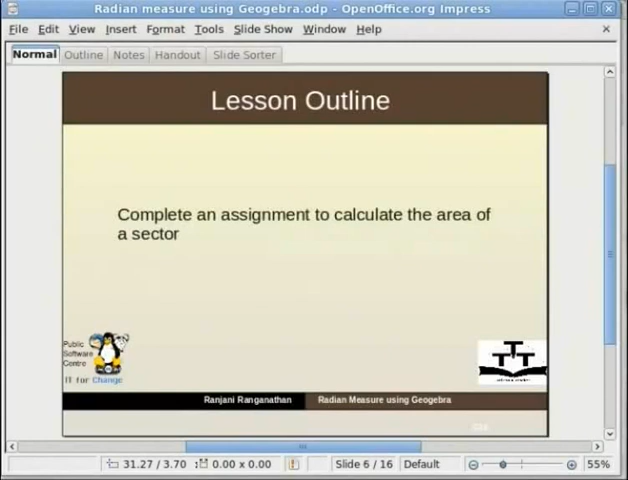 Radian measure using Geogebra.odp - OpenOffice.org Impress
File Edit View Insert Format Tools Slide Show Window Help
Normal Outline Notes Handout Slide Sorter
Lesson Outline
Complete an assignment to calculate the area of
a sector
Public
Software
Centre
IT for Change
TTT
Ranjani Ranganathan Radian Measure using Geogebra
31.27 / 3.70 0.00 x 0.00 Slide 6 / 16 Default 55%